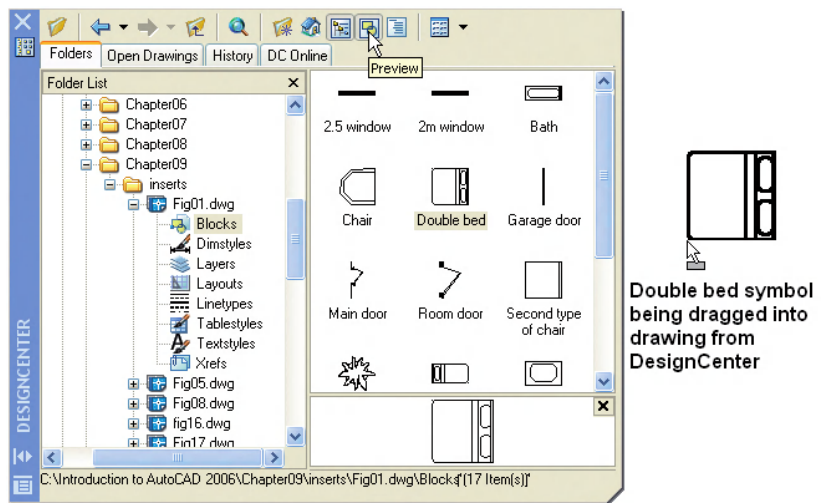 Folders
Open Drawings
History
DC Online
Preview
Folder List
Chapter06
Chapter07
Chapter08
Chapter09
inserts
Fig01.dwg
Blocks
Dimstyles
Layers
Layouts
Linetypes
Tablestyles
Textstyles
Xrefs
Fig05.dwg
Fig08.dwg
fig16.dwg
Fig17.dwg
2.5 window
2m window
Bath
Chair
Double bed
Garage door
Main door
Room door
Second type
of chair
DESIGNCENTER
C:\Introduction to AutoCAD 2006\Chapter09\inserts\Fig01.dwg\Blocks (17 Item(s))
Double bed symbol
being dragged into
drawing from
DesignCenter